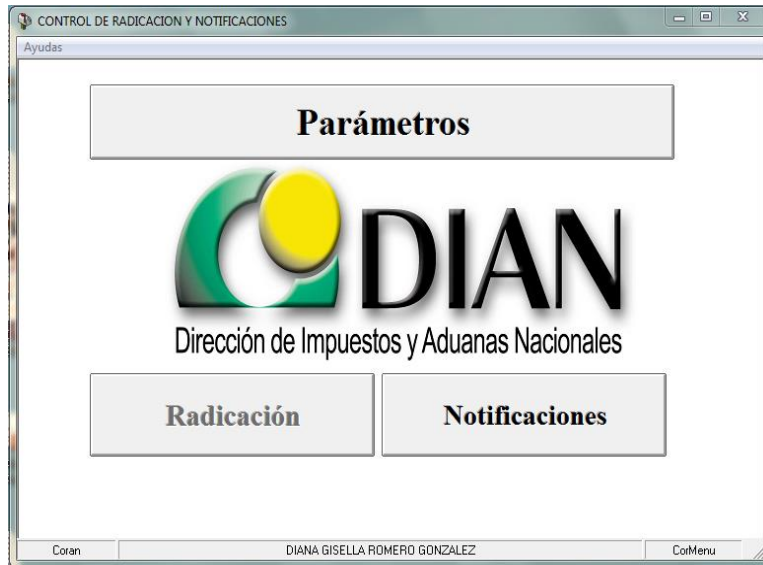 CONTROL DE RADICACION Y NOTIFICACIONES
Ayudas
Parámetros
DIAN
Dirección de Impuestos y Aduanas Nacionales
Radicación Notificaciones
Coran DIANA GISELLA ROMERO GONZALEZ CorMenu